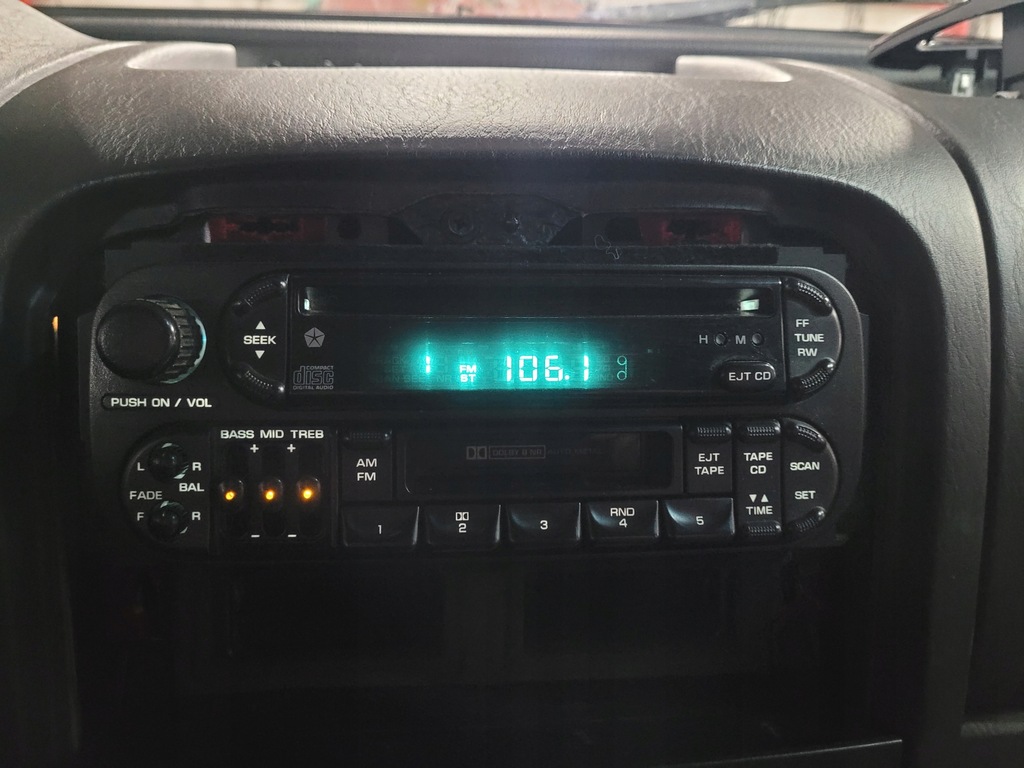 SEEK
COMPACT
disc
DIGITAL AUDIO
1 FM ST 106.1
H M
EJT CD
FF
TUNE
RW
PUSH ON / VOL
L R
BAL
FADE
F R
BASS MID TREB
+ +
- -
AM
FM
DOLBY B NR
EJT
TAPE
TAPE
CD
TIME
SCAN
SET
1
2
3
RND
4
5